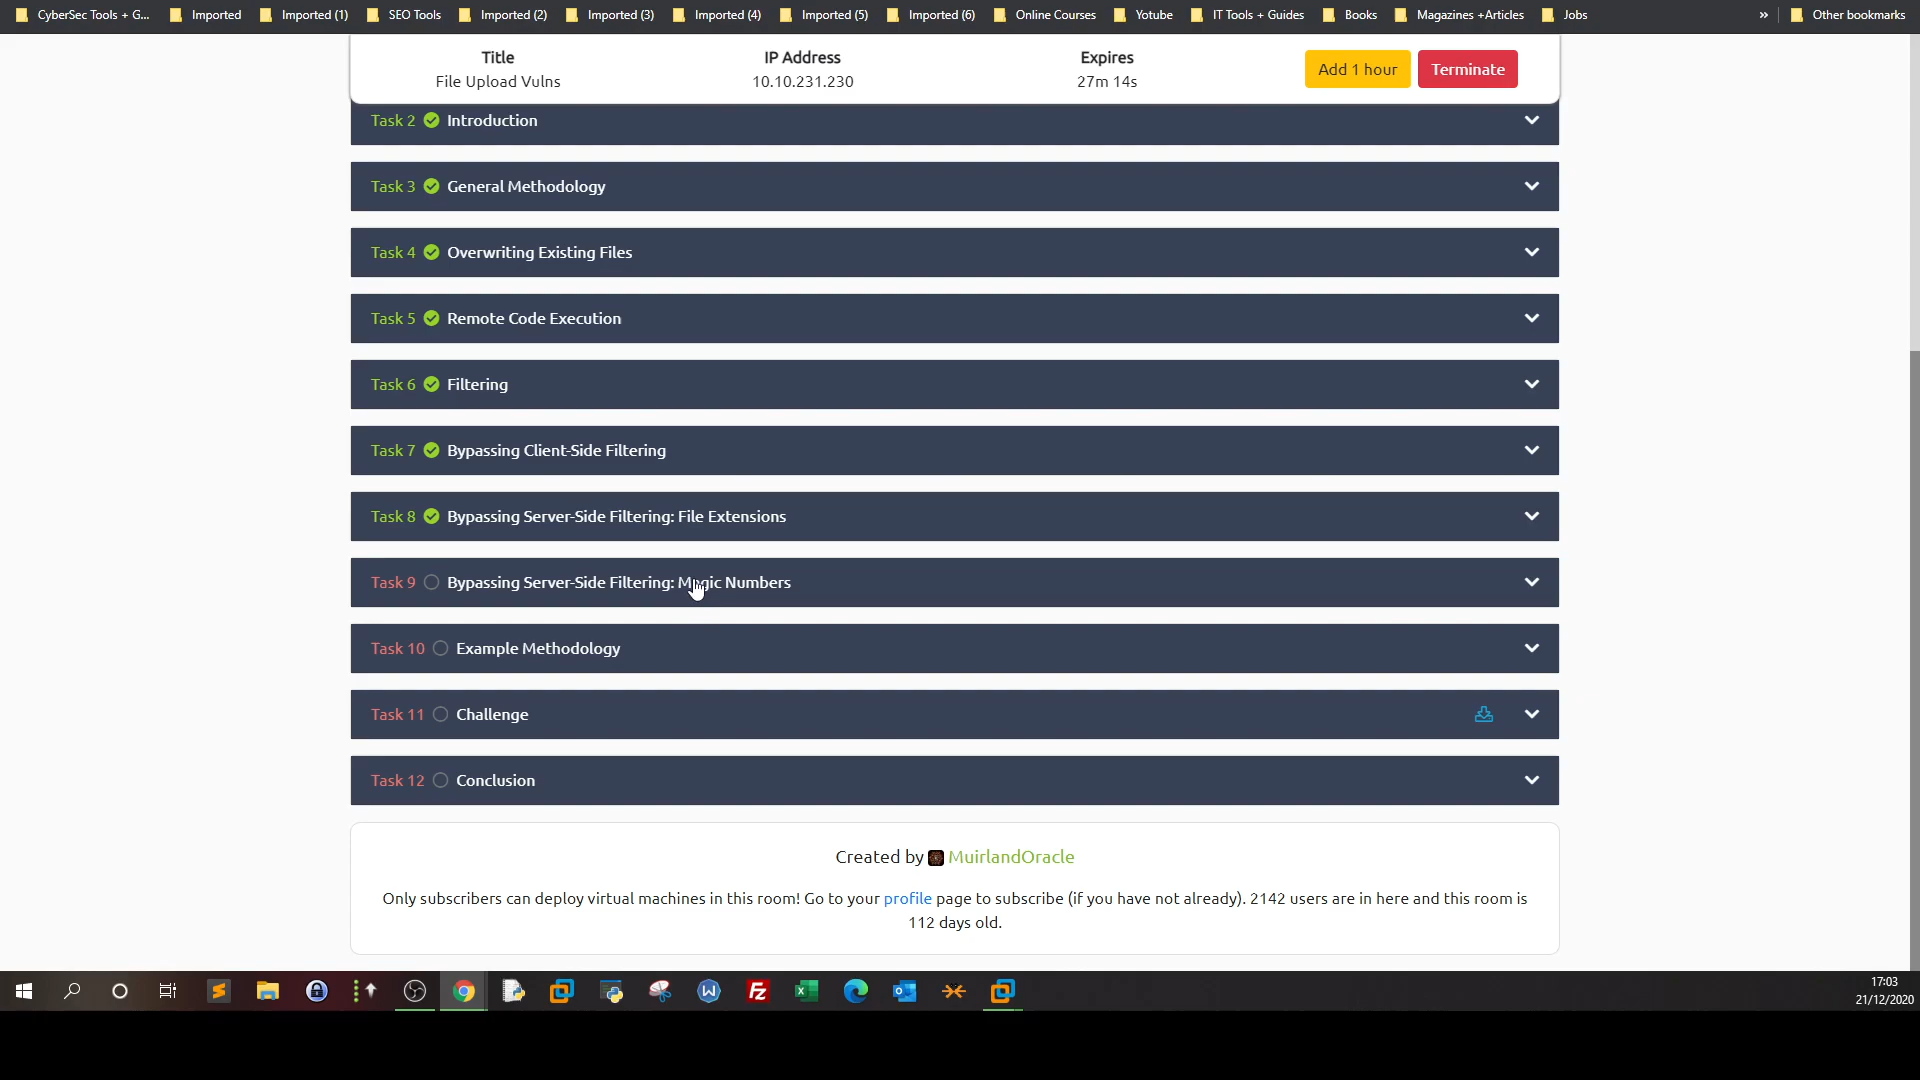 CyberSec Tools + G... Imported Imported (1) SEO Tools Imported (2) Imported (3) Imported (4) Imported (5) Imported (6) Online Courses Yotube IT Tools + Guides Books Magazines +Articles Jobs » Other bookmarks
Title IP Address Expires
File Upload Vulns 10.10.231.230 27m 14s Add 1 hour Terminate
Task 2 Introduction
Task 3 General Methodology
Task 4 Overwriting Existing Files
Task 5 Remote Code Execution
Task 6 Filtering
Task 7 Bypassing Client-Side Filtering
Task 8 Bypassing Server-Side Filtering: File Extensions
Task 9 Bypassing Server-Side Filtering: Magic Numbers
Task 10 Example Methodology
Task 11 Challenge
Task 12 Conclusion
Created by MuirlandOracle
Only subscribers can deploy virtual machines in this room! Go to your profile page to subscribe (if you have not already). 2142 users are in here and this room is
112 days old.
17:03
21/12/2020